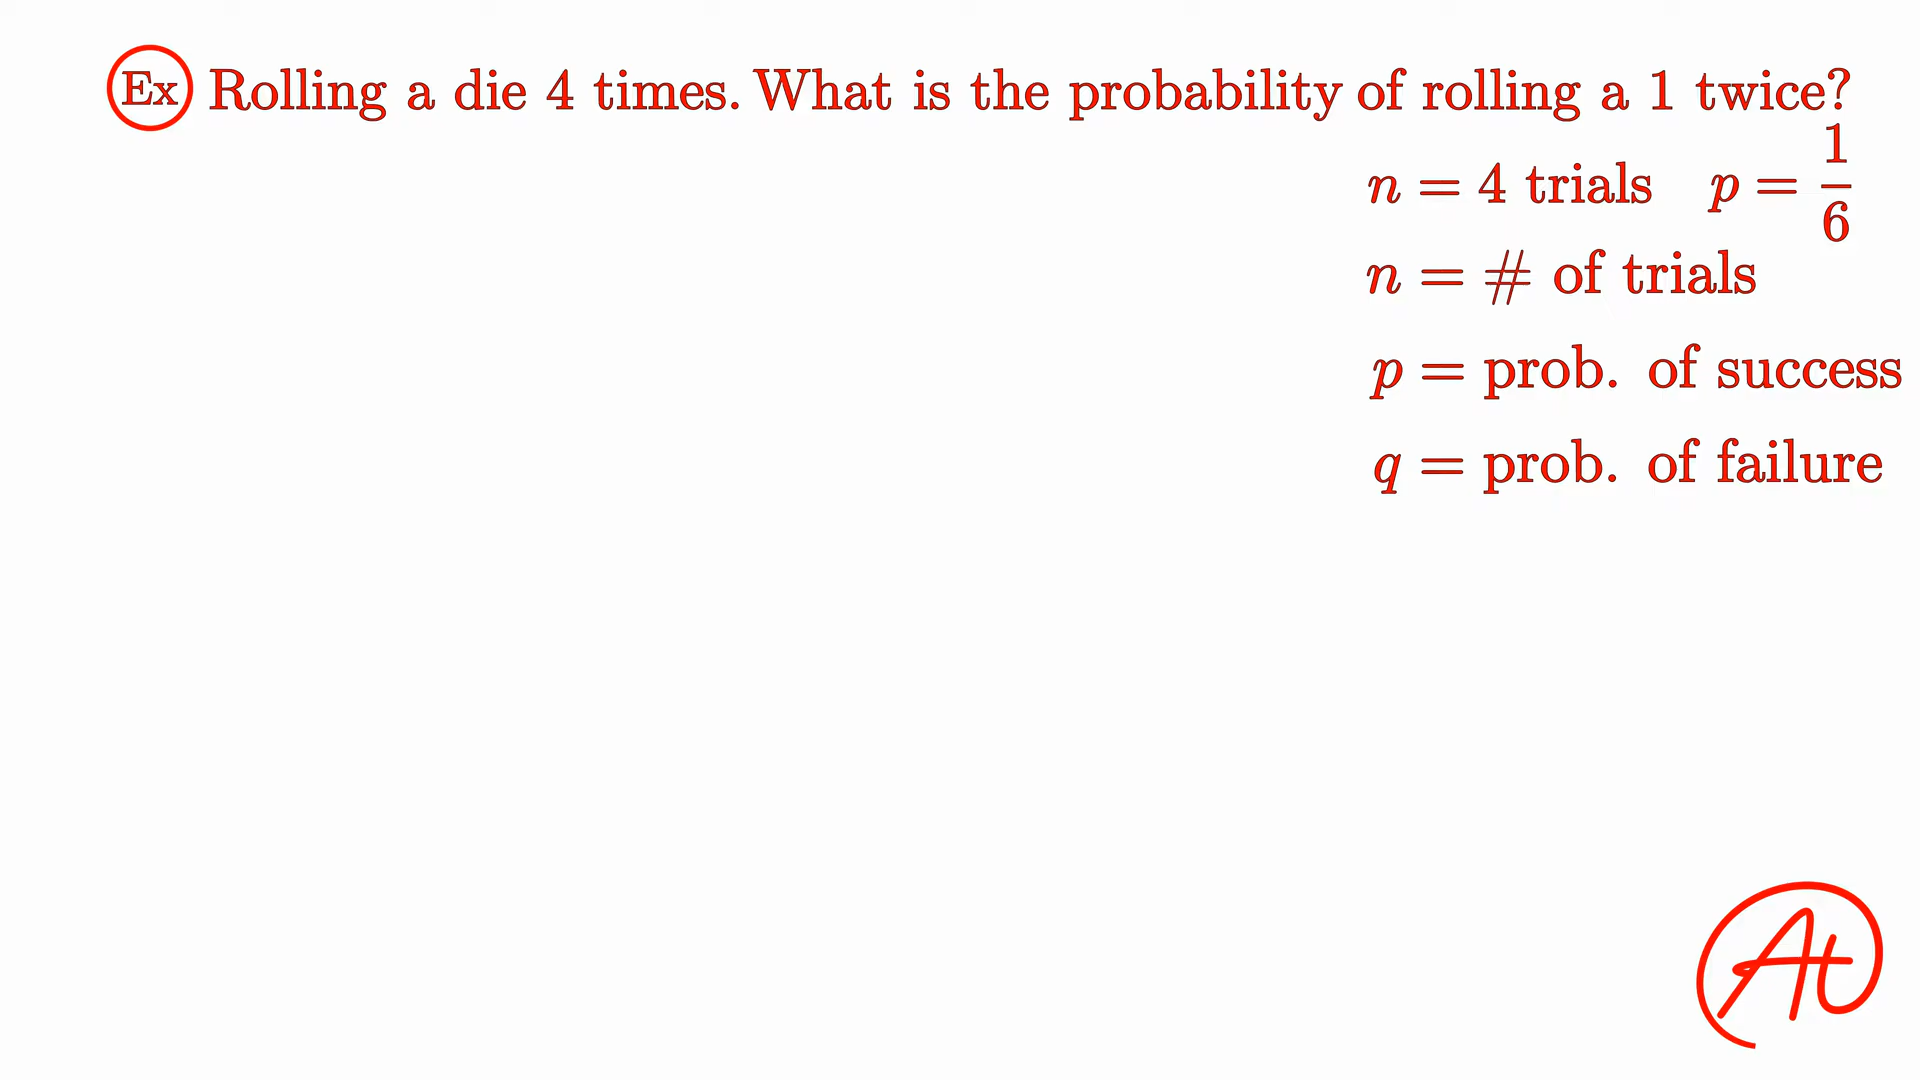 Ex Rolling a die 4 times. What is the probability of rolling a 1 twice?
n = 4 trials p = 1/6
n = # of trials
p = prob. of success
q = prob. of failure
At